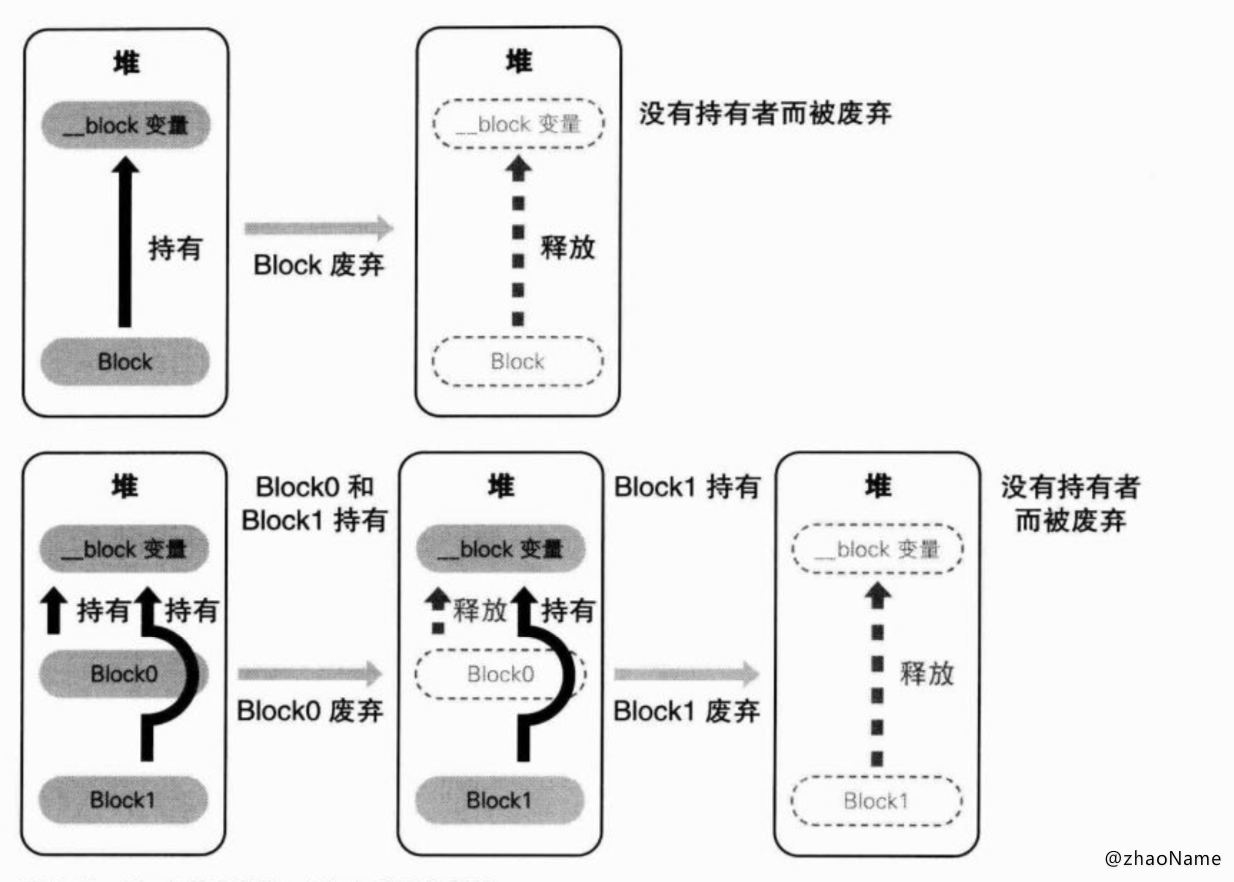 堆
__block 变量
持有
Block
Block 废弃
堆
__block 变量
释放
Block
没有持有者而被废弃
堆
__block 变量
持有
持有
Block0
Block1
Block0 和
Block1 持有
Block0 废弃
堆
__block 变量
释放
持有
Block0
Block1
Block1 持有
Block1 废弃
堆
__block 变量
释放
Block1
没有持有者
而被废弃
@zhaoName